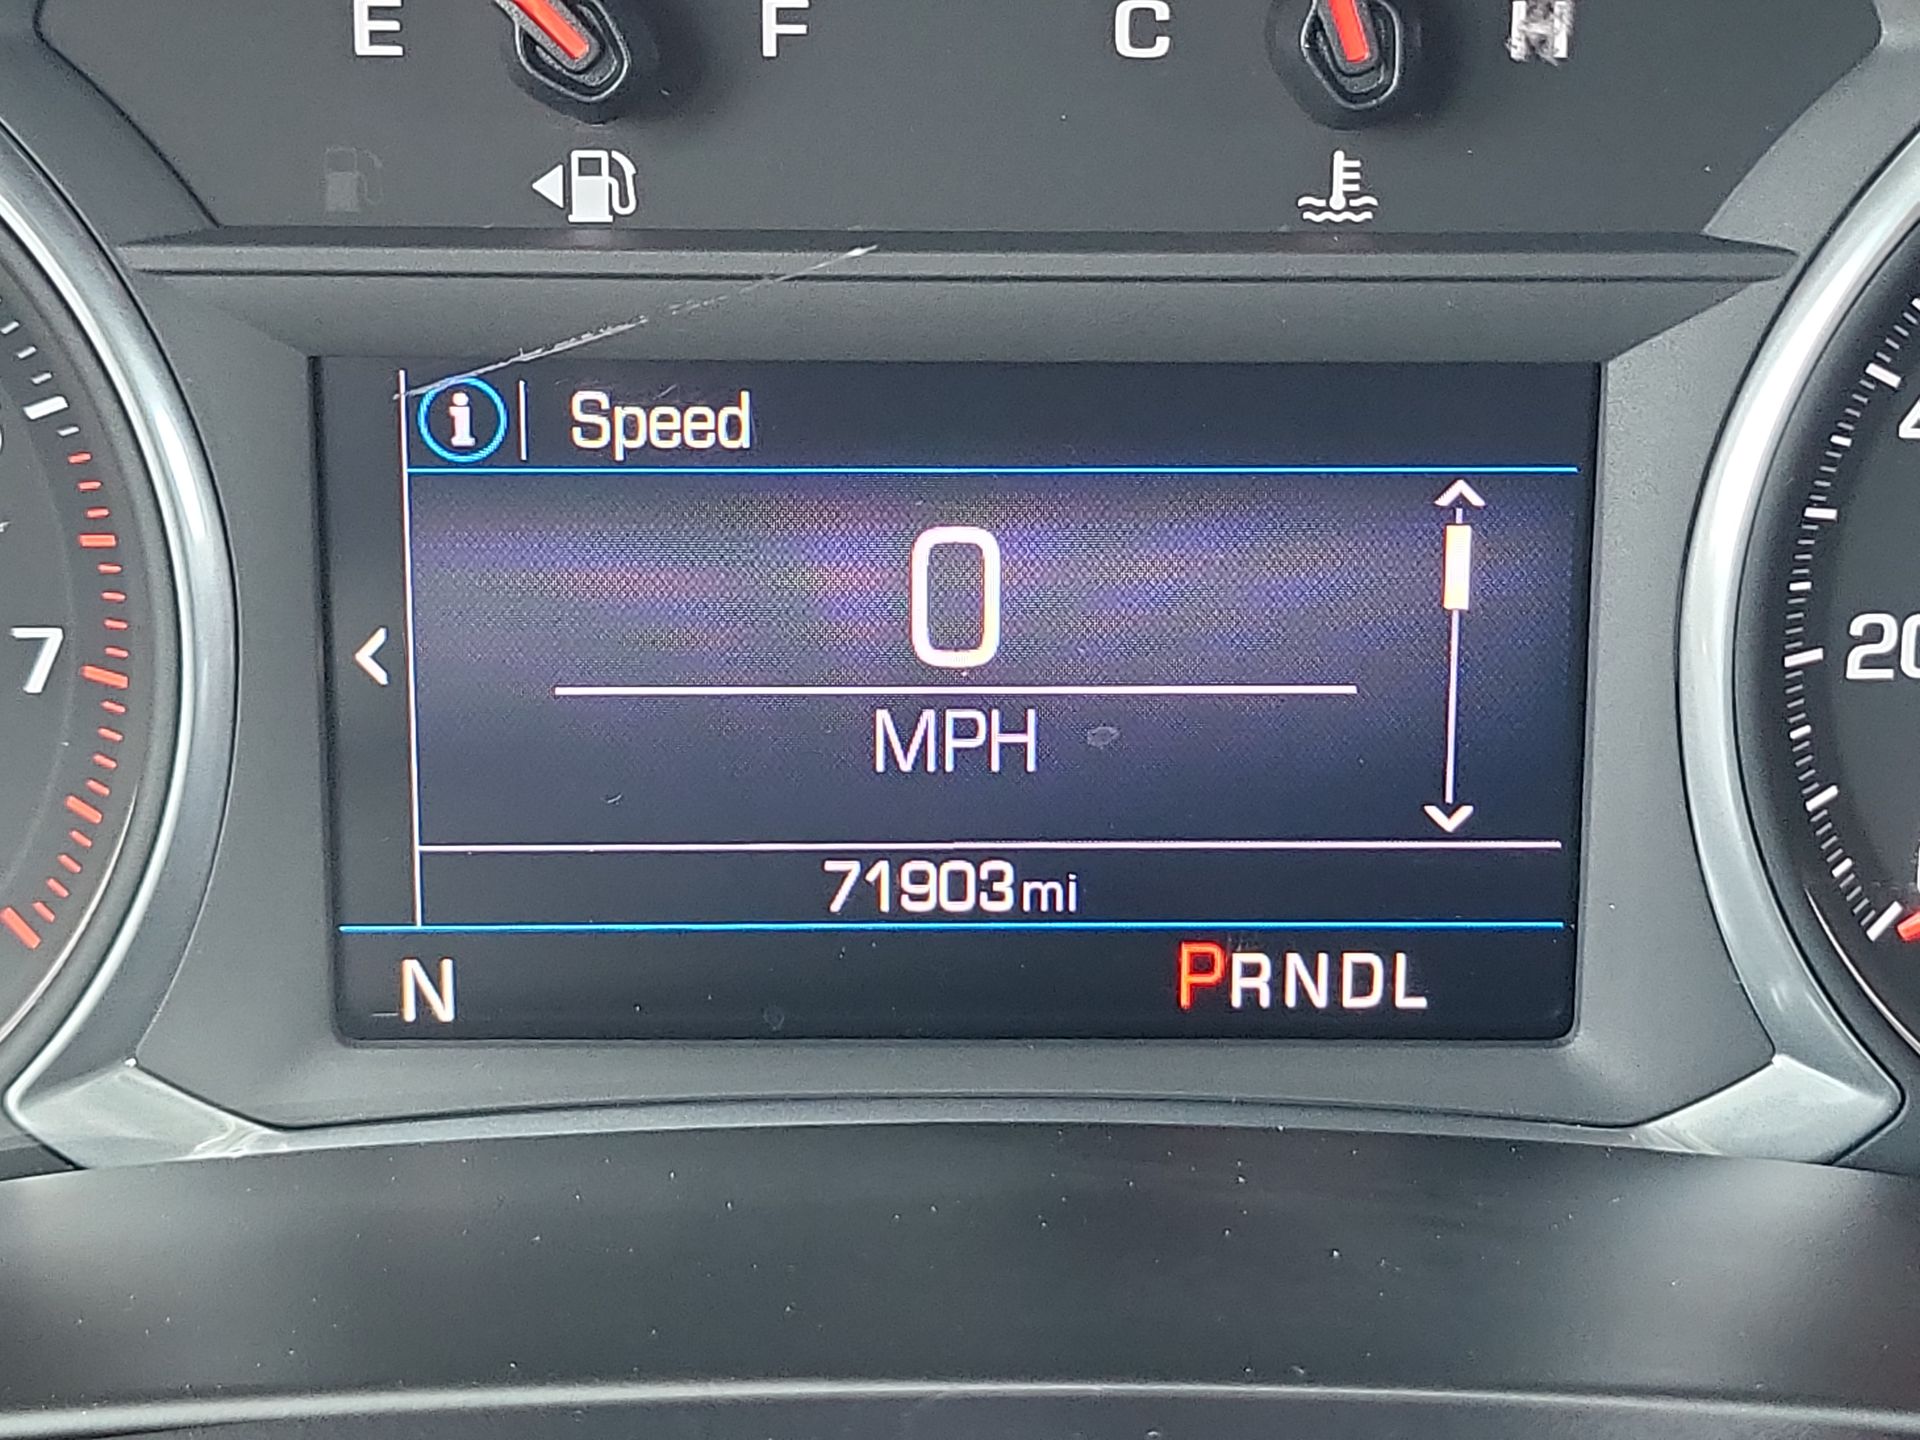 E F C H
i Speed
0
7 20
MPH
71903mi
N PRNDL